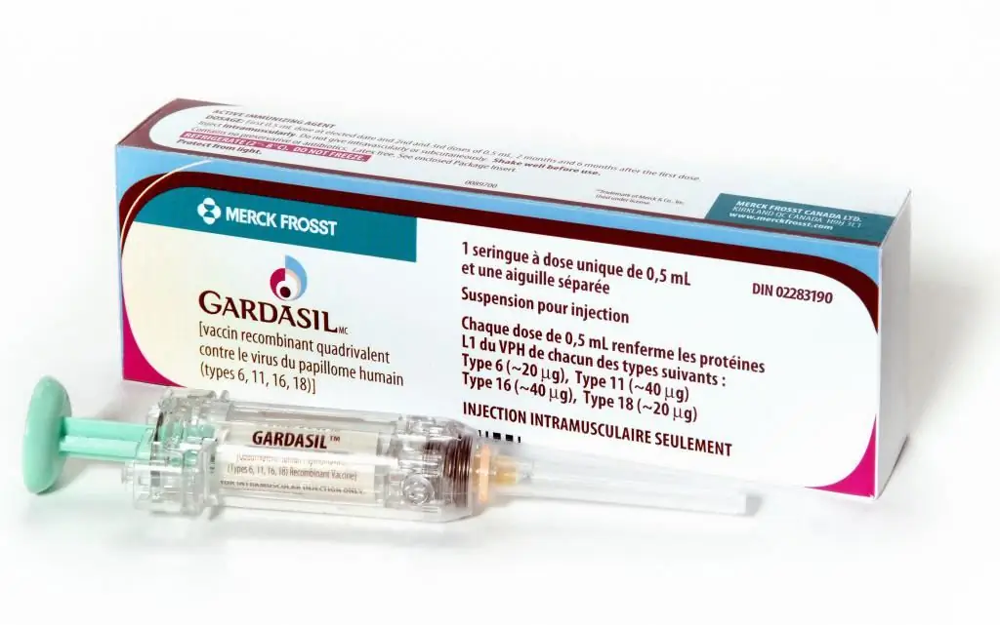 ACTIVE IMMUNIZING AGENT
DOSAGE: First 0.5 mL dose at elected date and 2nd and 3rd doses of 0.5 mL, 2 months and 6 months after the first dose.
Inject intramuscularly. Do not give intravascularly or subcutaneously. Shake well before use.
Contains no preservative or antibiotics. Latex free. See enclosed Package Insert.
REFRIGERATE (2°- 8°C). DO NOT FREEZE.
Protect from light.
0089700
™Trademark of Merck & Co., Inc.
Used under license.
MERCK FROSST CANADA LTD.
KIRKLAND QC CANADA H9H 3L1
www.merckfrosst.com
MERCK FROSST
GARDASIL MC
[vaccin recombinant quadrivalent
contre le virus du papillome humain
(types 6, 11, 16, 18)]
1 seringue à dose unique de 0,5 mL
et une aiguille séparée
DIN 02283190
Suspension pour injection
Chaque dose de 0,5 mL renferme les protéines
L1 du VPH de chacun des types suivants :
Type 6 (~20 µg), Type 11 (~40 µg)
Type 16 (~40 µg), Type 18 (~20 µg)
INJECTION INTRAMUSCULAIRE SEULEMENT
GARDASIL™
(Types 6, 11, 16, 18) Recombinant Vaccine]
FOR INTRAMUSCULAR INJECTION ONLY.